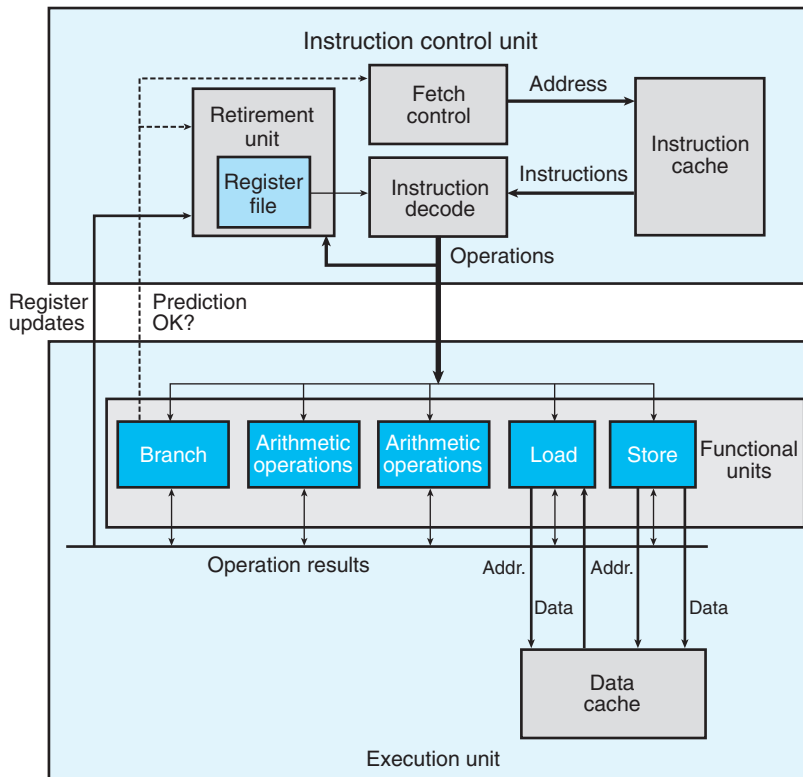 Instruction control unit
Fetch
control
Address
Instruction
cache
Retirement
unit
Register
file
Instruction
decode
Instructions
Operations
Register
updates
Prediction
OK?
Branch
Arithmetic
operations
Arithmetic
operations
Load
Store
Functional
units
Operation results
Addr.
Addr.
Data
Data
Data
cache
Execution unit